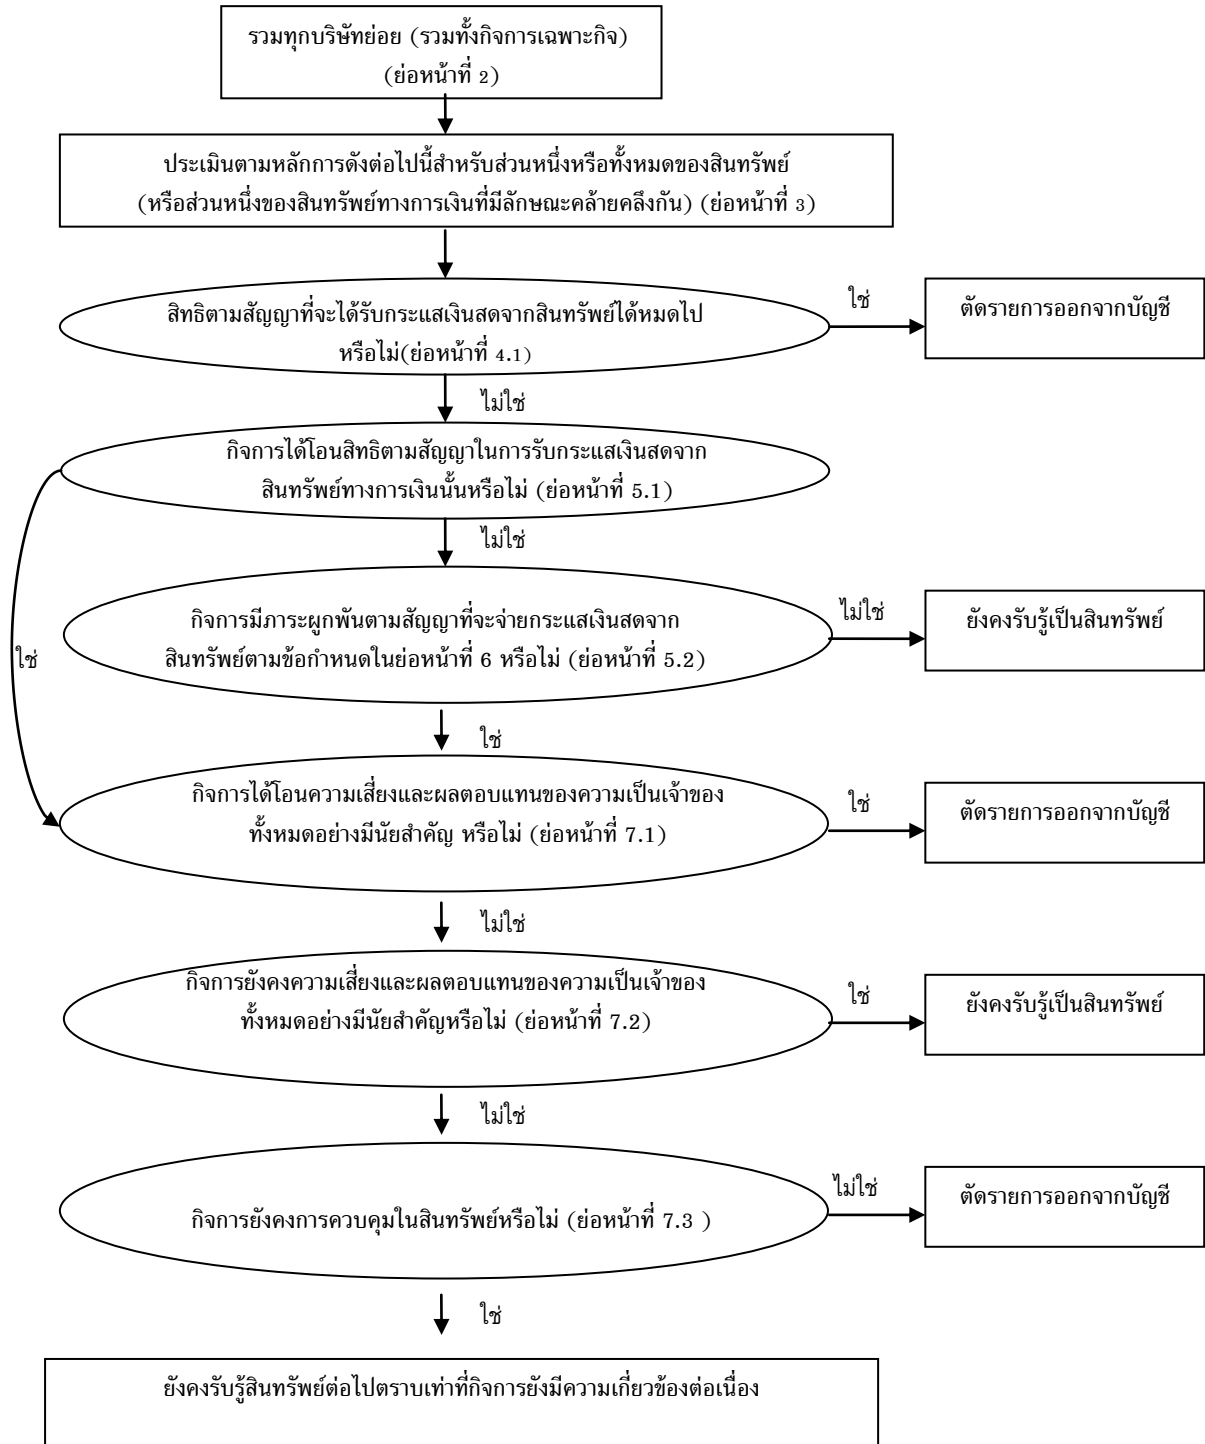 รวมทุกบริษัทย่อย (รวมทั้งกิจการเฉพาะกิจ)
(ย่อหน้าที่ 2)
ประเมินตามหลักการดังต่อไปนี้สำหรับส่วนหนึ่งหรือทั้งหมดของสินทรัพย์
(หรือส่วนหนึ่งของสินทรัพย์ทางการเงินที่มีลักษณะคล้ายคลึงกัน) (ย่อหน้าที่ 3)
สิทธิตามสัญญาที่จะได้รับกระแสเงินสดจากสินทรัพย์ได้หมดไป
หรือไม่(ย่อหน้าที่ 4.1)
ใช่
ตัดรายการออกจากบัญชี
ไม่ใช่
กิจการได้โอนสิทธิตามสัญญาในการรับกระแสเงินสดจาก
สินทรัพย์ทางการเงินนั้นหรือไม่ (ย่อหน้าที่ 5.1)
ไม่ใช่
กิจการมีภาระผูกพันตามสัญญาที่จะจ่ายกระแสเงินสดจาก
สินทรัพย์ตามข้อกำหนดในย่อหน้าที่ 6 หรือไม่ (ย่อหน้าที่ 5.2)
ไม่ใช่
ยังคงรับรู้เป็นสินทรัพย์
ใช่
ใช่
กิจการได้โอนความเสี่ยงและผลตอบแทนของความเป็นเจ้าของ
ทั้งหมดอย่างมีนัยสำคัญ หรือไม่ (ย่อหน้าที่ 7.1)
ใช่
ตัดรายการออกจากบัญชี
ไม่ใช่
กิจการยังคงความเสี่ยงและผลตอบแทนของความเป็นเจ้าของ
ทั้งหมดอย่างมีนัยสำคัญหรือไม่ (ย่อหน้าที่ 7.2)
ใช่
ยังคงรับรู้เป็นสินทรัพย์
ไม่ใช่
กิจการยังคงการควบคุมในสินทรัพย์หรือไม่ (ย่อหน้าที่ 7.3 )
ไม่ใช่
ตัดรายการออกจากบัญชี
ใช่
ยังคงรับรู้สินทรัพย์ต่อไปตราบเท่าที่กิจการยังมีความเกี่ยวข้องต่อเนื่อง